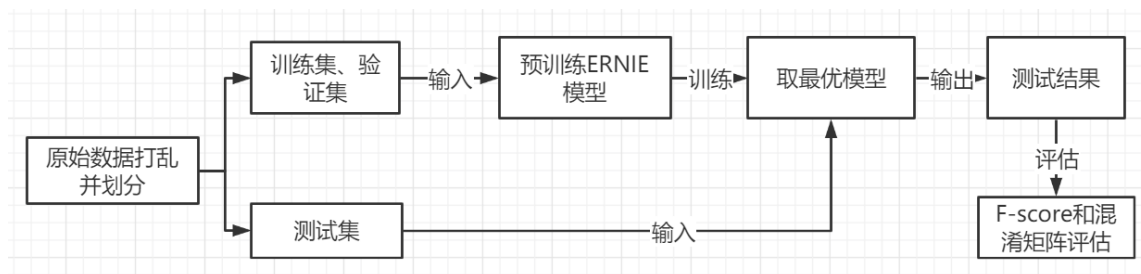 训练集、验
证集
输入
预训练ERNIE
模型
训练
取最优模型
输出
测试结果
原始数据打乱
并划分
评估
测试集
输入
F-score和混
淆矩阵评估